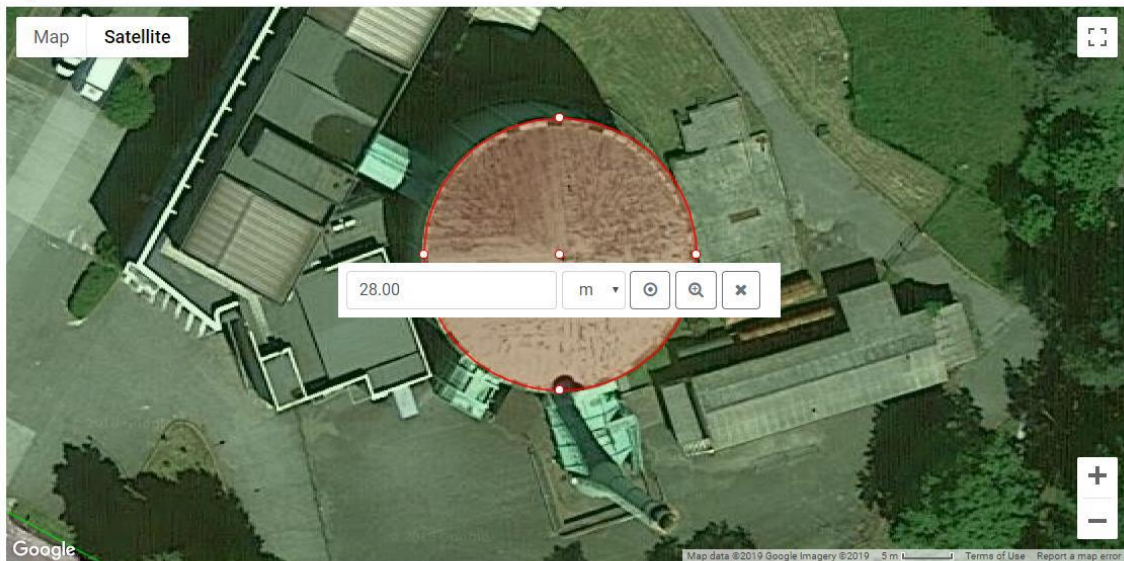 Map Satellite
28.00 m
Google
Map data ©2019 Google Imagery ©2019 5 m Terms of Use Report a map error